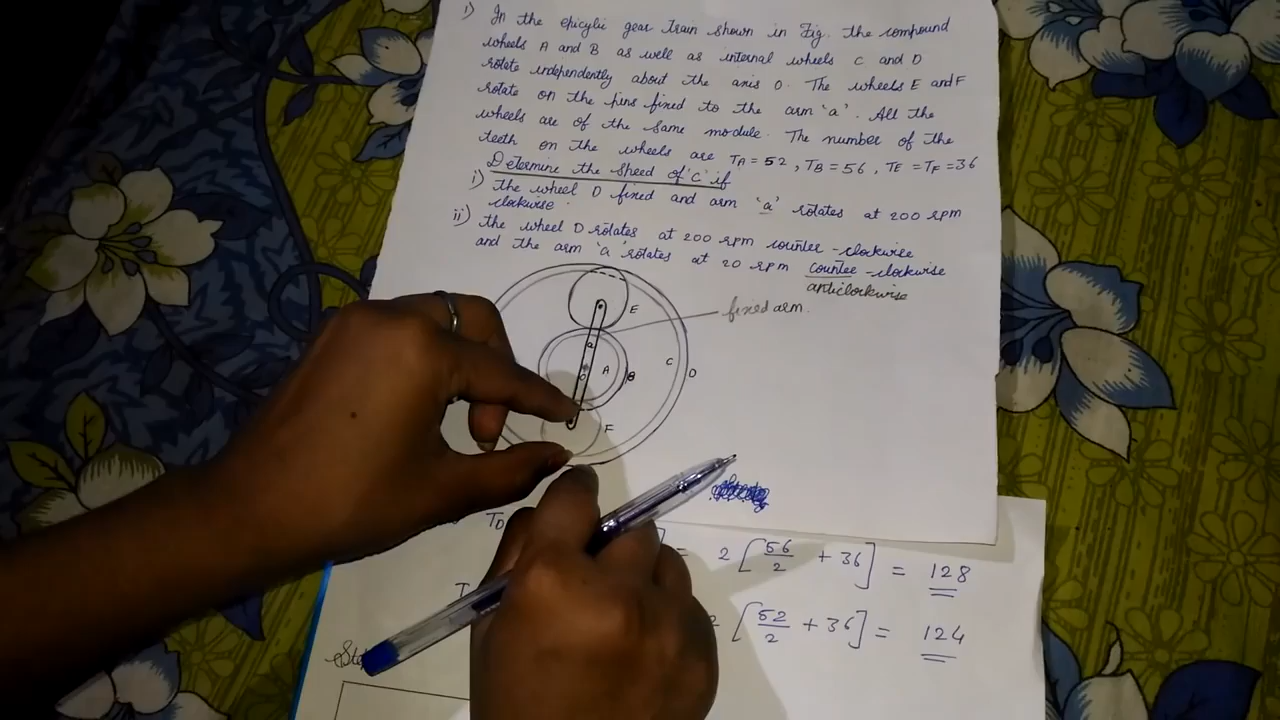 1) In the epicylic gear Train shown in Fig. the compound
wheels A and B as well as internal wheels C and D
rotate independently about the axis O. The wheels E and F
rotate on the pins fixed to the arm 'a'. All the
wheels are of the same module. The number of the
teeth on the wheels are TA = 52, TB = 56, TE = TF = 36
Determine the speed of 'C' if
i) the wheel D fixed and arm 'a' rotates at 200 rpm
clockwise.
ii) the wheel D rotates at 200 rpm counter-clockwise
and the arm 'a' rotates at 20 rpm counter-clockwise
anticlockwise
E
fixed arm.
a
C
D
O
A
B
F
TD
] = 2 [56/2 + 36] = 128
T
[52/2 + 36] = 124